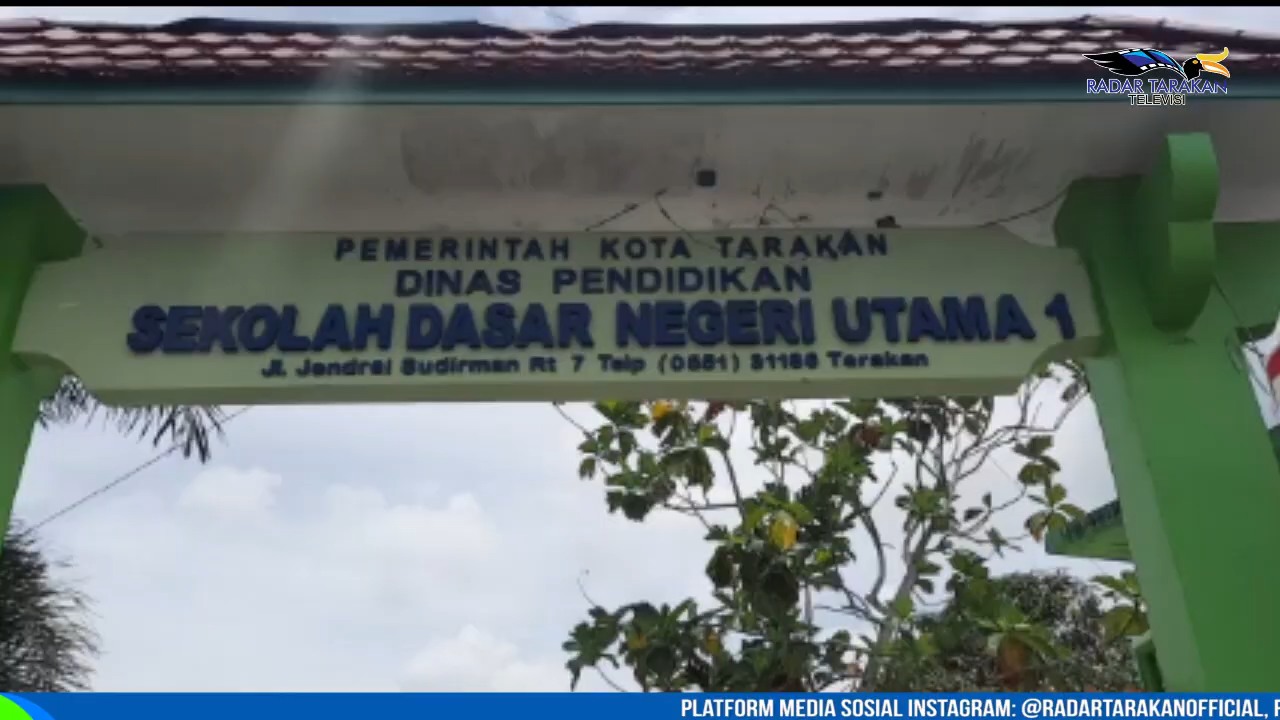 RADAR TARAKAN
TELEVISI
PEMERINTAH KOTA TARAKAN
DINAS PENDIDIKAN
SEKOLAH DASAR NEGERI UTAMA 1
Jl. Jendral Sudirman Rt 7 Telp (0551) Tarakan
PLATFORM MEDIA SOSIAL INSTAGRAM: @RADARTARAKANOFFICIAL,